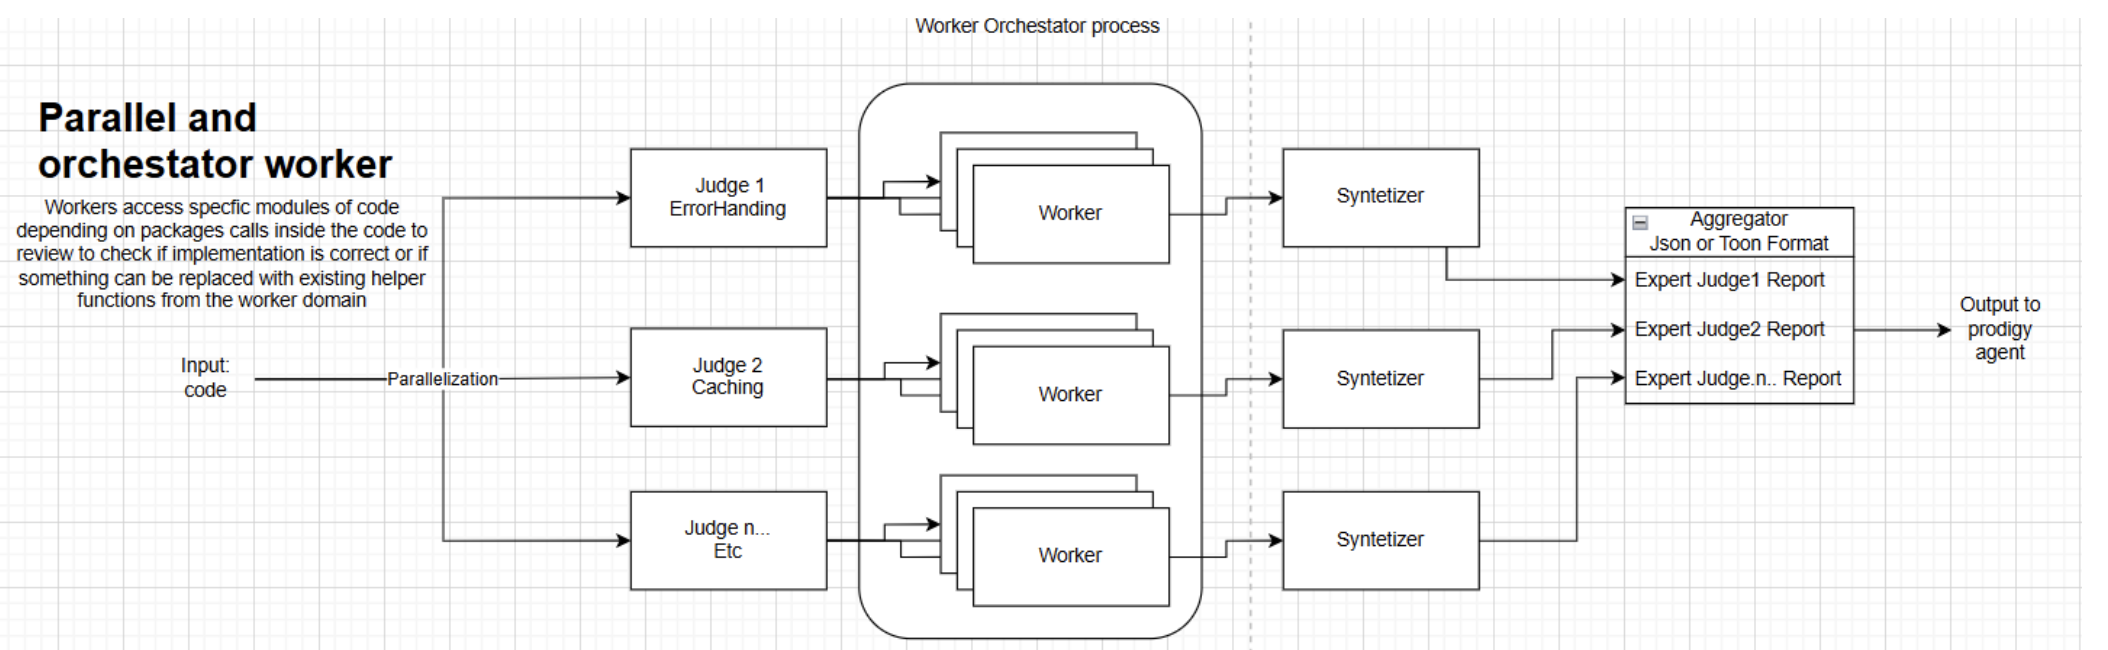 Worker Orchestator process
Parallel and
orchestator worker
Workers access specfic modules of code
depending on packages calls inside the code to
review to check if implementation is correct or if
something can be replaced with existing helper
functions from the worker domain
Input:
code
Parallelization
Judge 1
ErrorHanding
Worker
Syntetizer
Judge 2
Caching
Worker
Syntetizer
Judge n...
Etc
Worker
Syntetizer
Aggregator
Json or Toon Format
Expert Judge1 Report
Expert Judge2 Report
Expert Judge.n.. Report
Output to
prodigy
agent